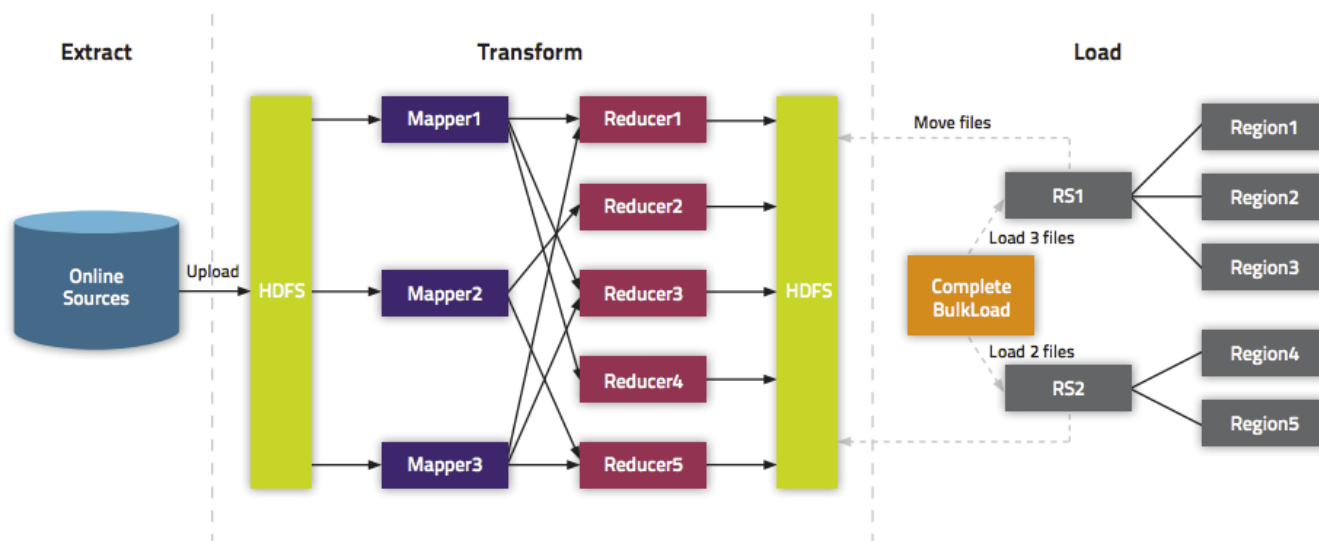 Extract
Transform
Load
Online
Sources
Upload
HDFS
Mapper1
Mapper2
Mapper3
Reducer1
Reducer2
Reducer3
Reducer4
Reducer5
HDFS
Move files
RS1
Load 3 files
Complete
BulkLoad
Load 2 files
RS2
Region1
Region2
Region3
Region4
Region5